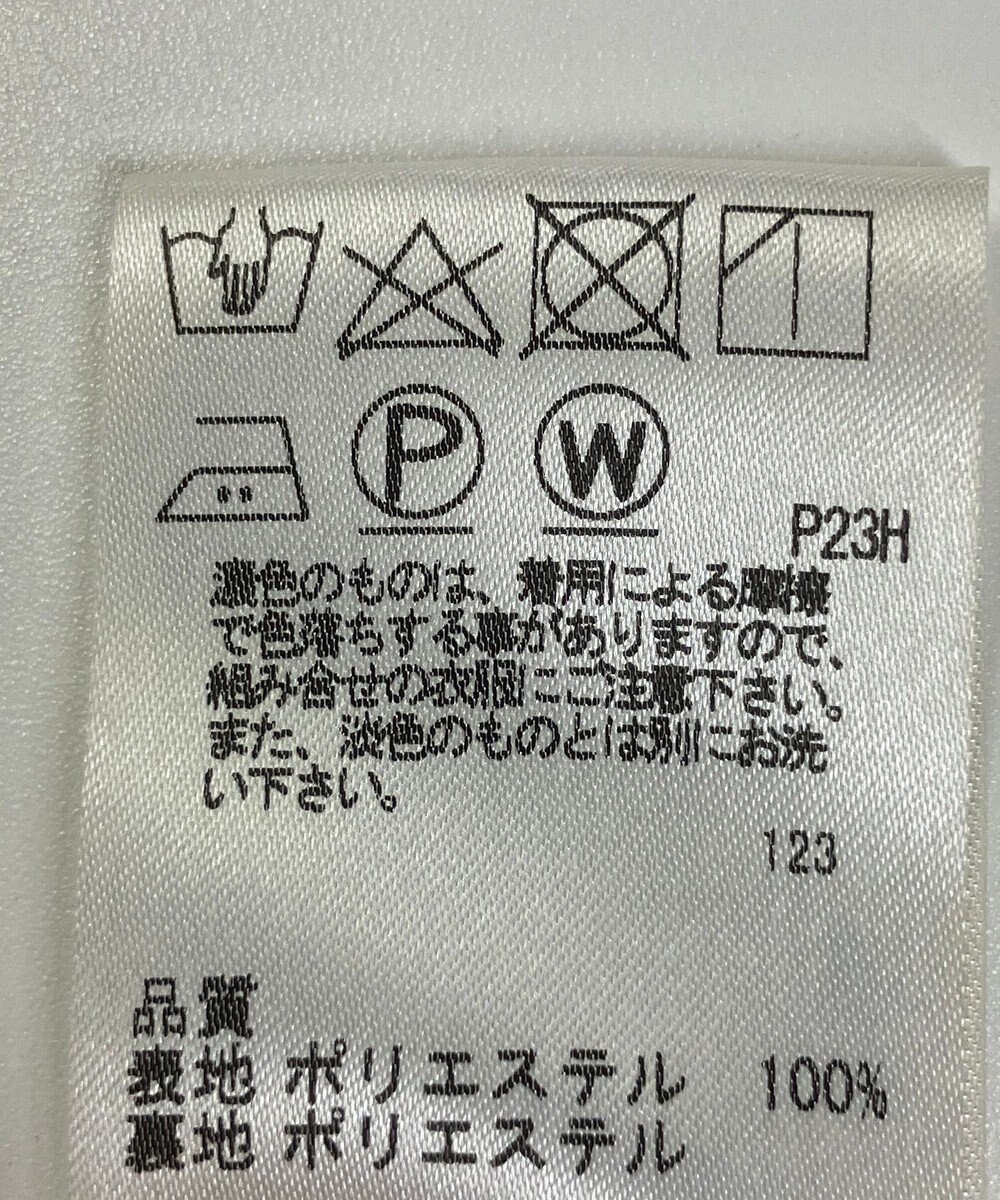 P
W
P23H
濃色のものは、着用による摩擦
で色落ちする事がありますので、
組み合せの衣服にご注意下さい。
また、淡色のものとは別にお洗
い下さい。
123
品質
表地 ポリエステル 100%
裏地 ポリエステル